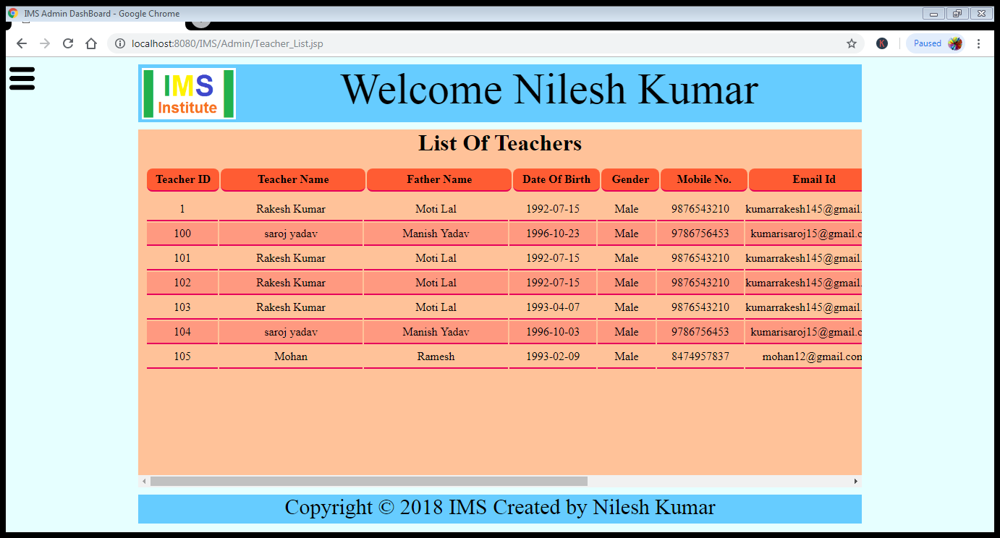 IMS Admin DashBoard - Google Chrome
localhost:8080/IMS/Admin/Teacher_List.jsp K Paused
IMS Institute
Welcome Nilesh Kumar
List Of Teachers
Teacher ID Teacher Name Father Name Date Of Birth Gender Mobile No. Email Id
1 Rakesh Kumar Moti Lal 1992-07-15 Male 9876543210 kumarrakesh145@gmail.
100 saroj yadav Manish Yadav 1996-10-23 Male 9786756453 kumarisaroj15@gmail.c
101 Rakesh Kumar Moti Lal 1992-07-15 Male 9876543210 kumarrakesh145@gmail.
102 Rakesh Kumar Moti Lal 1992-07-15 Male 9876543210 kumarrakesh145@gmail.
103 Rakesh Kumar Moti Lal 1993-04-07 Male 9876543210 kumarrakesh145@gmail.
104 saroj yadav Manish Yadav 1996-10-03 Male 9786756453 kumarisaroj15@gmail.c
105 Mohan Ramesh 1993-02-09 Male 8474957837 mohan12@gmail.com
Copyright © 2018 IMS Created by Nilesh Kumar